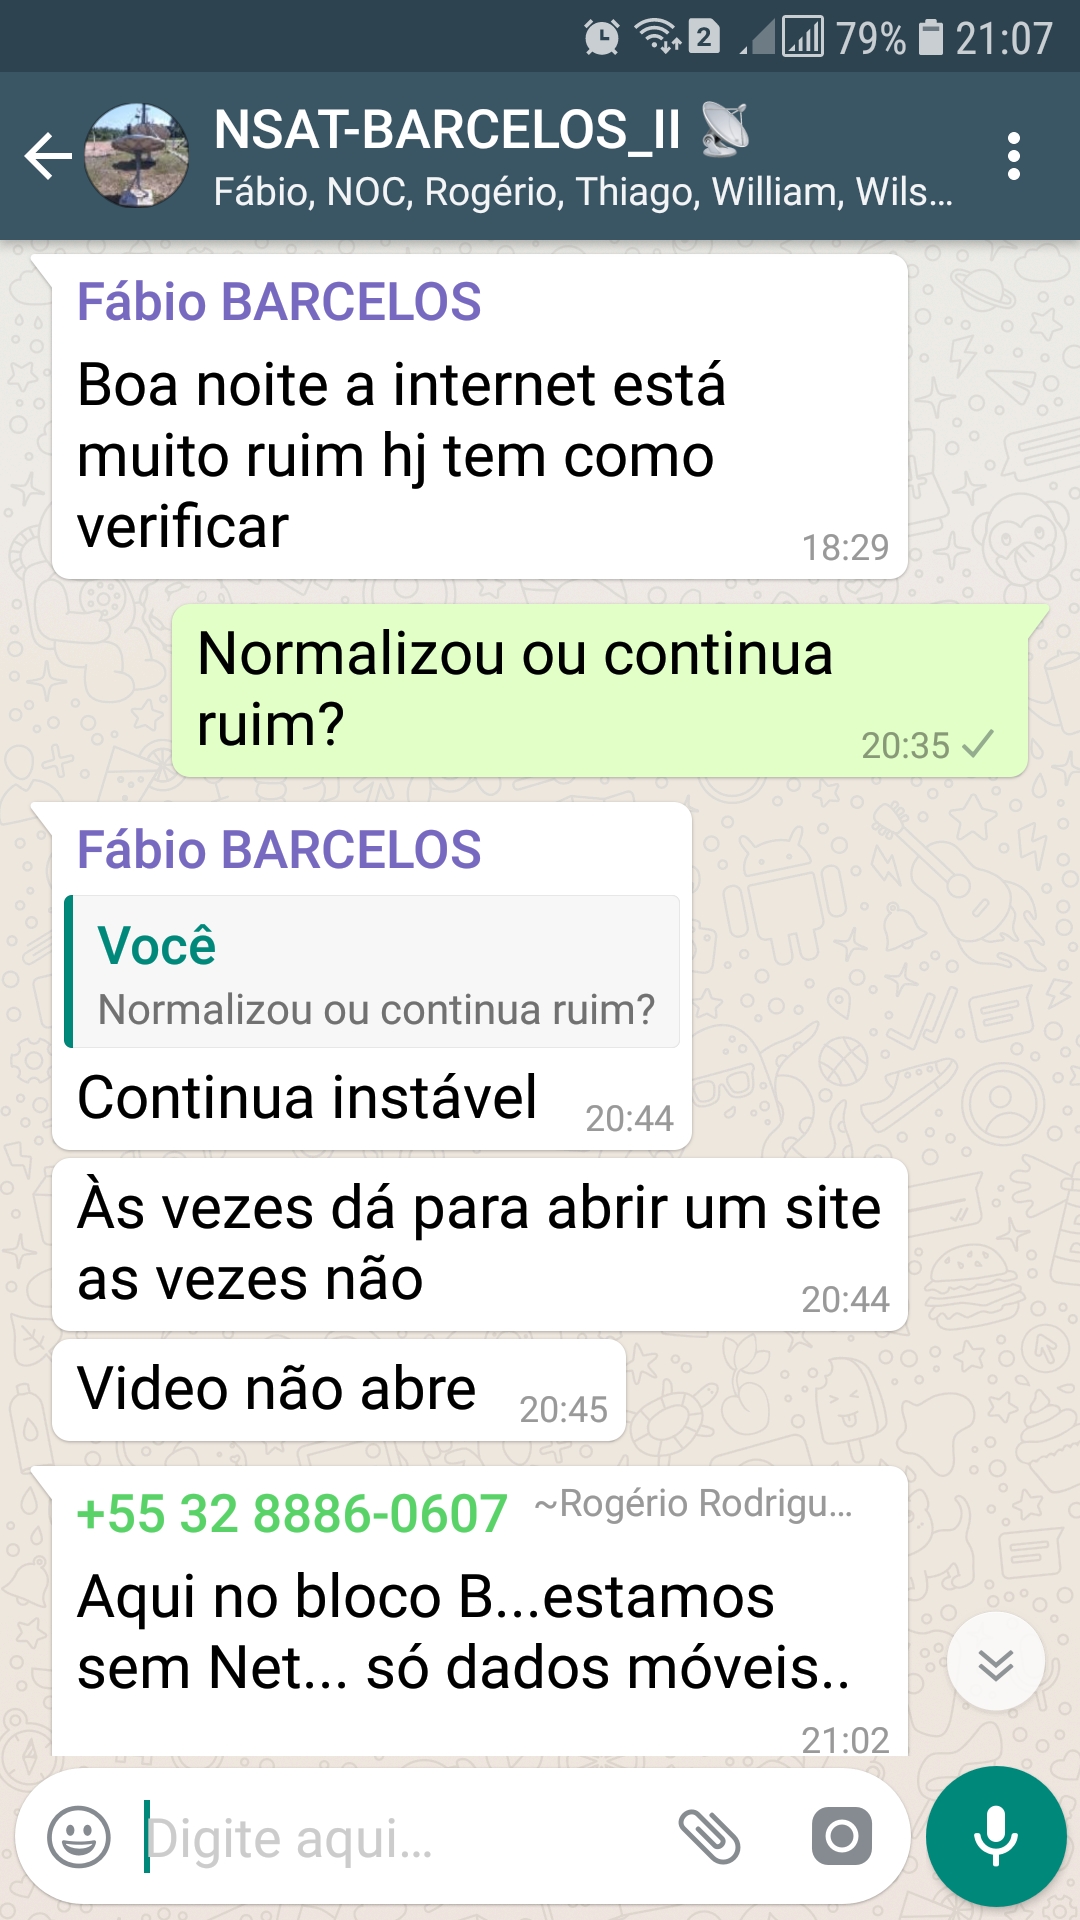 2 79% 21:07
NSAT-BARCELOS_II
Fábio, NOC, Rogério, Thiago, William, Wils...
Fábio BARCELOS
Boa noite a internet está
muito ruim hj tem como
verificar
18:29
Normalizou ou continua
ruim?
20:35
Fábio BARCELOS
Você
Normalizou ou continua ruim?
Continua instável
20:44
Às vezes dá para abrir um site
as vezes não
20:44
Video não abre
20:45
+55 32 8886-0607 ~Rogério Rodrigu...
Aqui no bloco B...estamos
sem Net... só dados móveis..
21:02
Digite aqui...